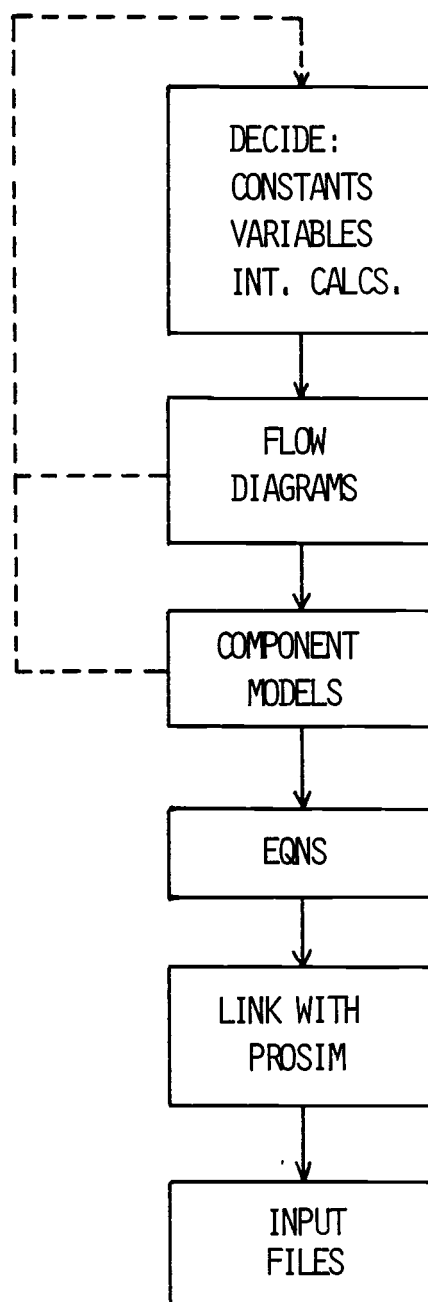 DECIDE:
CONSTANTS
VARIABLES
INT. CALCS.
FLOW
DIAGRAMS
COMPONENT
MODELS
EQNS
LINK WITH
PROSIM
INPUT
FILES